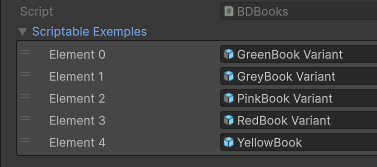 Script BDBooks
Scriptable Exemples
Element 0 GreenBook Variant
Element 1 GreyBook Variant
Element 2 PinkBook Variant
Element 3 RedBook Variant
Element 4 YellowBook